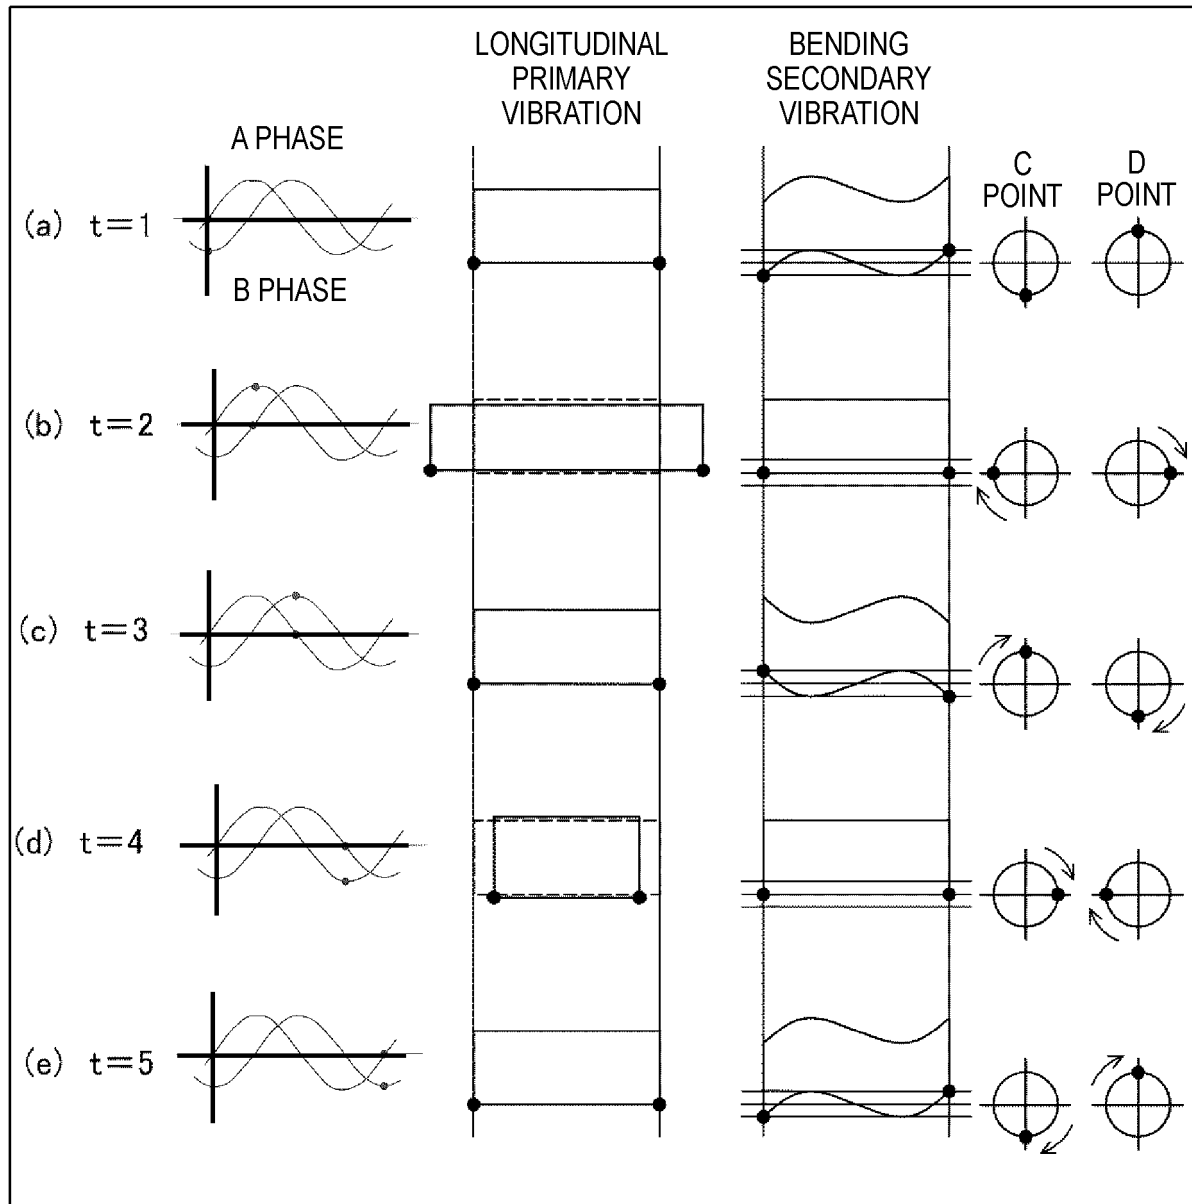 LONGITUDINAL
PRIMARY
VIBRATION
BENDING
SECONDARY
VIBRATION
A PHASE
C
POINT
D
POINT
(a) t=1
B PHASE
(b) t=2
(c) t=3
(d) t=4
(e) t=5